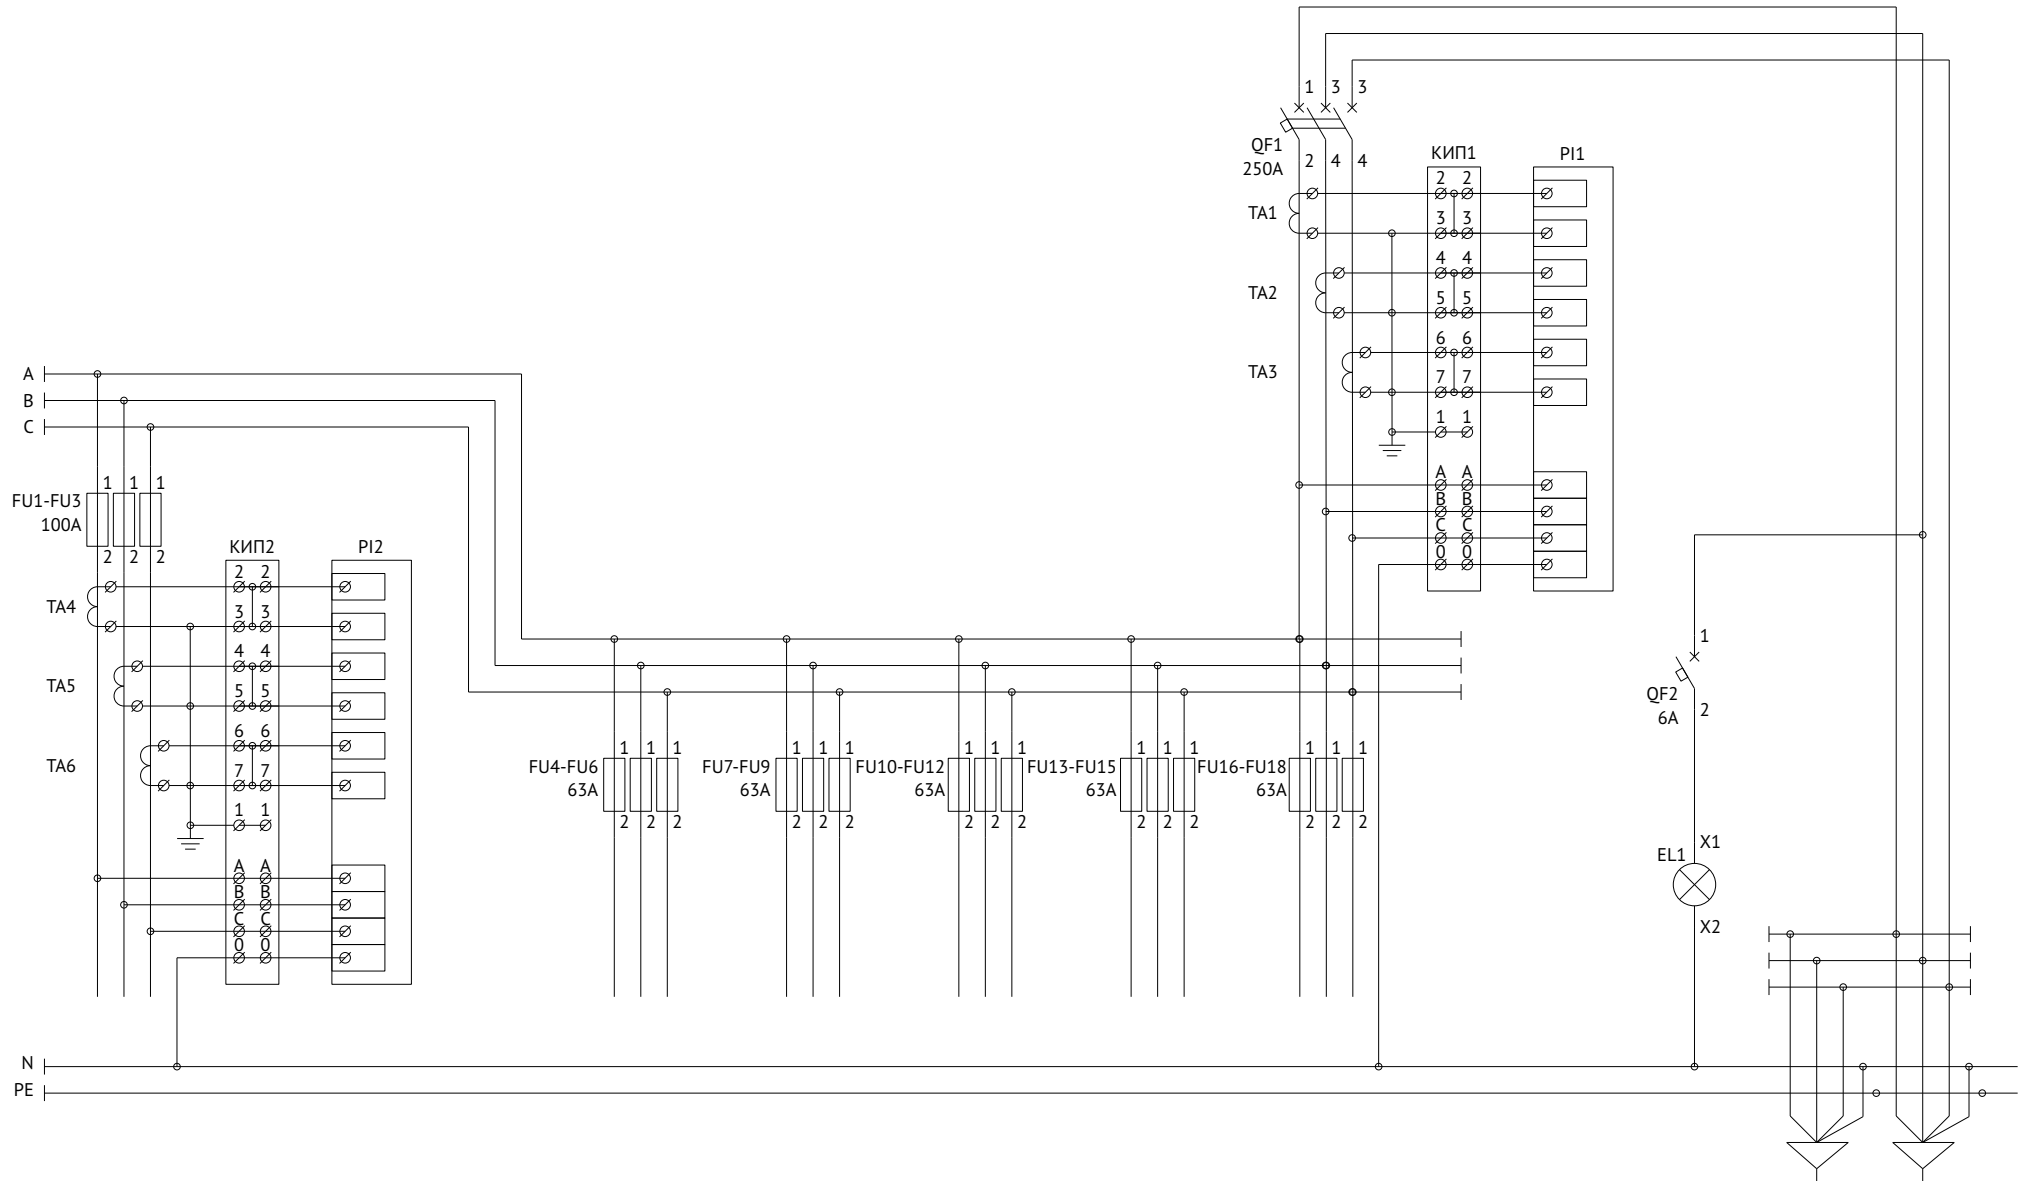 1 3 3
QF1
250A
2 4 4
КИП1
PI1
TA1
TA2
TA3
2 2
3 3
4 4
5 5
6 6
7 7
1 1
A A
B B
C C
0 0
A
B
C
1 1 1
FU1-FU3
100A
2 2 2
КИП2
PI2
TA4
TA5
TA6
2 2
3 3
4 4
5 5
6 6
7 7
1 1
A A
B B
C C
0 0
1 1 1
FU4-FU6
63A
2 2 2
1 1 1
FU7-FU9
63A
2 2 2
1 1 1
FU10-FU12
63A
2 2 2
1 1 1
FU13-FU15
63A
2 2 2
1 1 1
FU16-FU18
63A
2 2 2
1
QF2
6A
2
X1
EL1
X2
N
PE